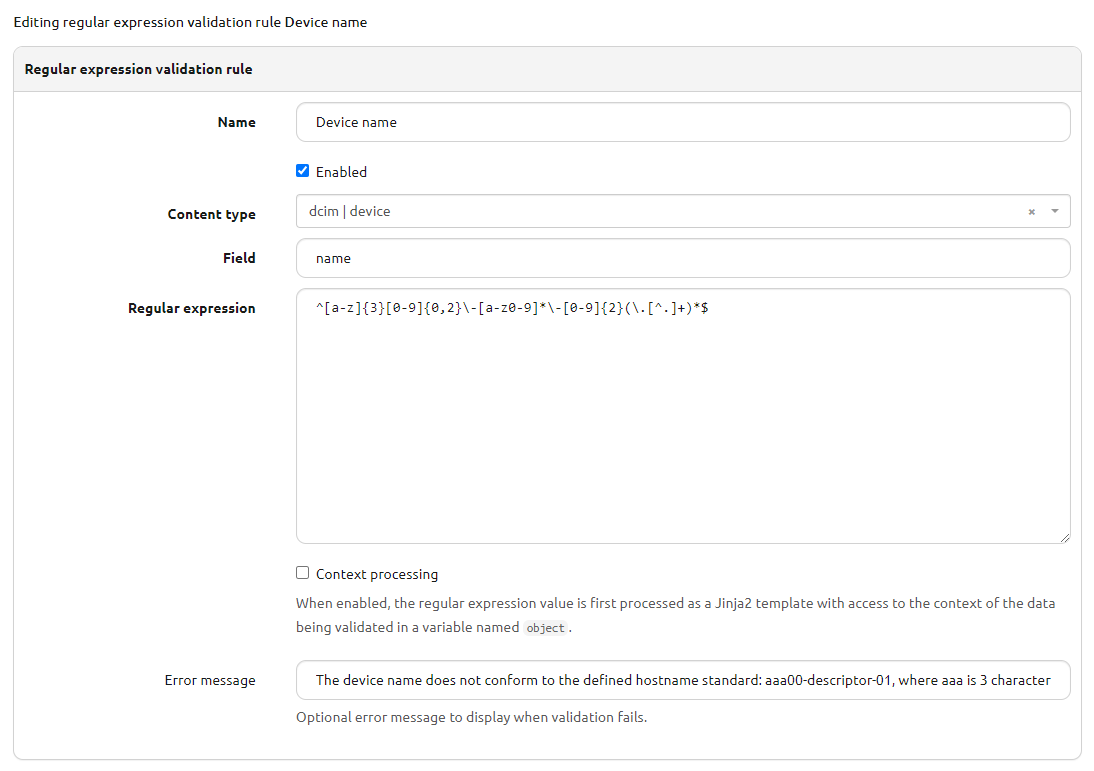 Editing regular expression validation rule Device name
Regular expression validation rule
Name
Device name
Enabled
Content type
dcim | device
× 
Field
name
Regular expression
^[a-z]{3}[0-9]{0,2}\-[a-z0-9]*\-[0-9]{2}(\.[^.]+)*$
Context processing
When enabled, the regular expression value is first processed as a Jinja2 template with access to the context of the data
being validated in a variable named object.
Error message
The device name does not conform to the defined hostname standard: aaa00-descriptor-01, where aaa is 3 character
Optional error message to display when validation fails.